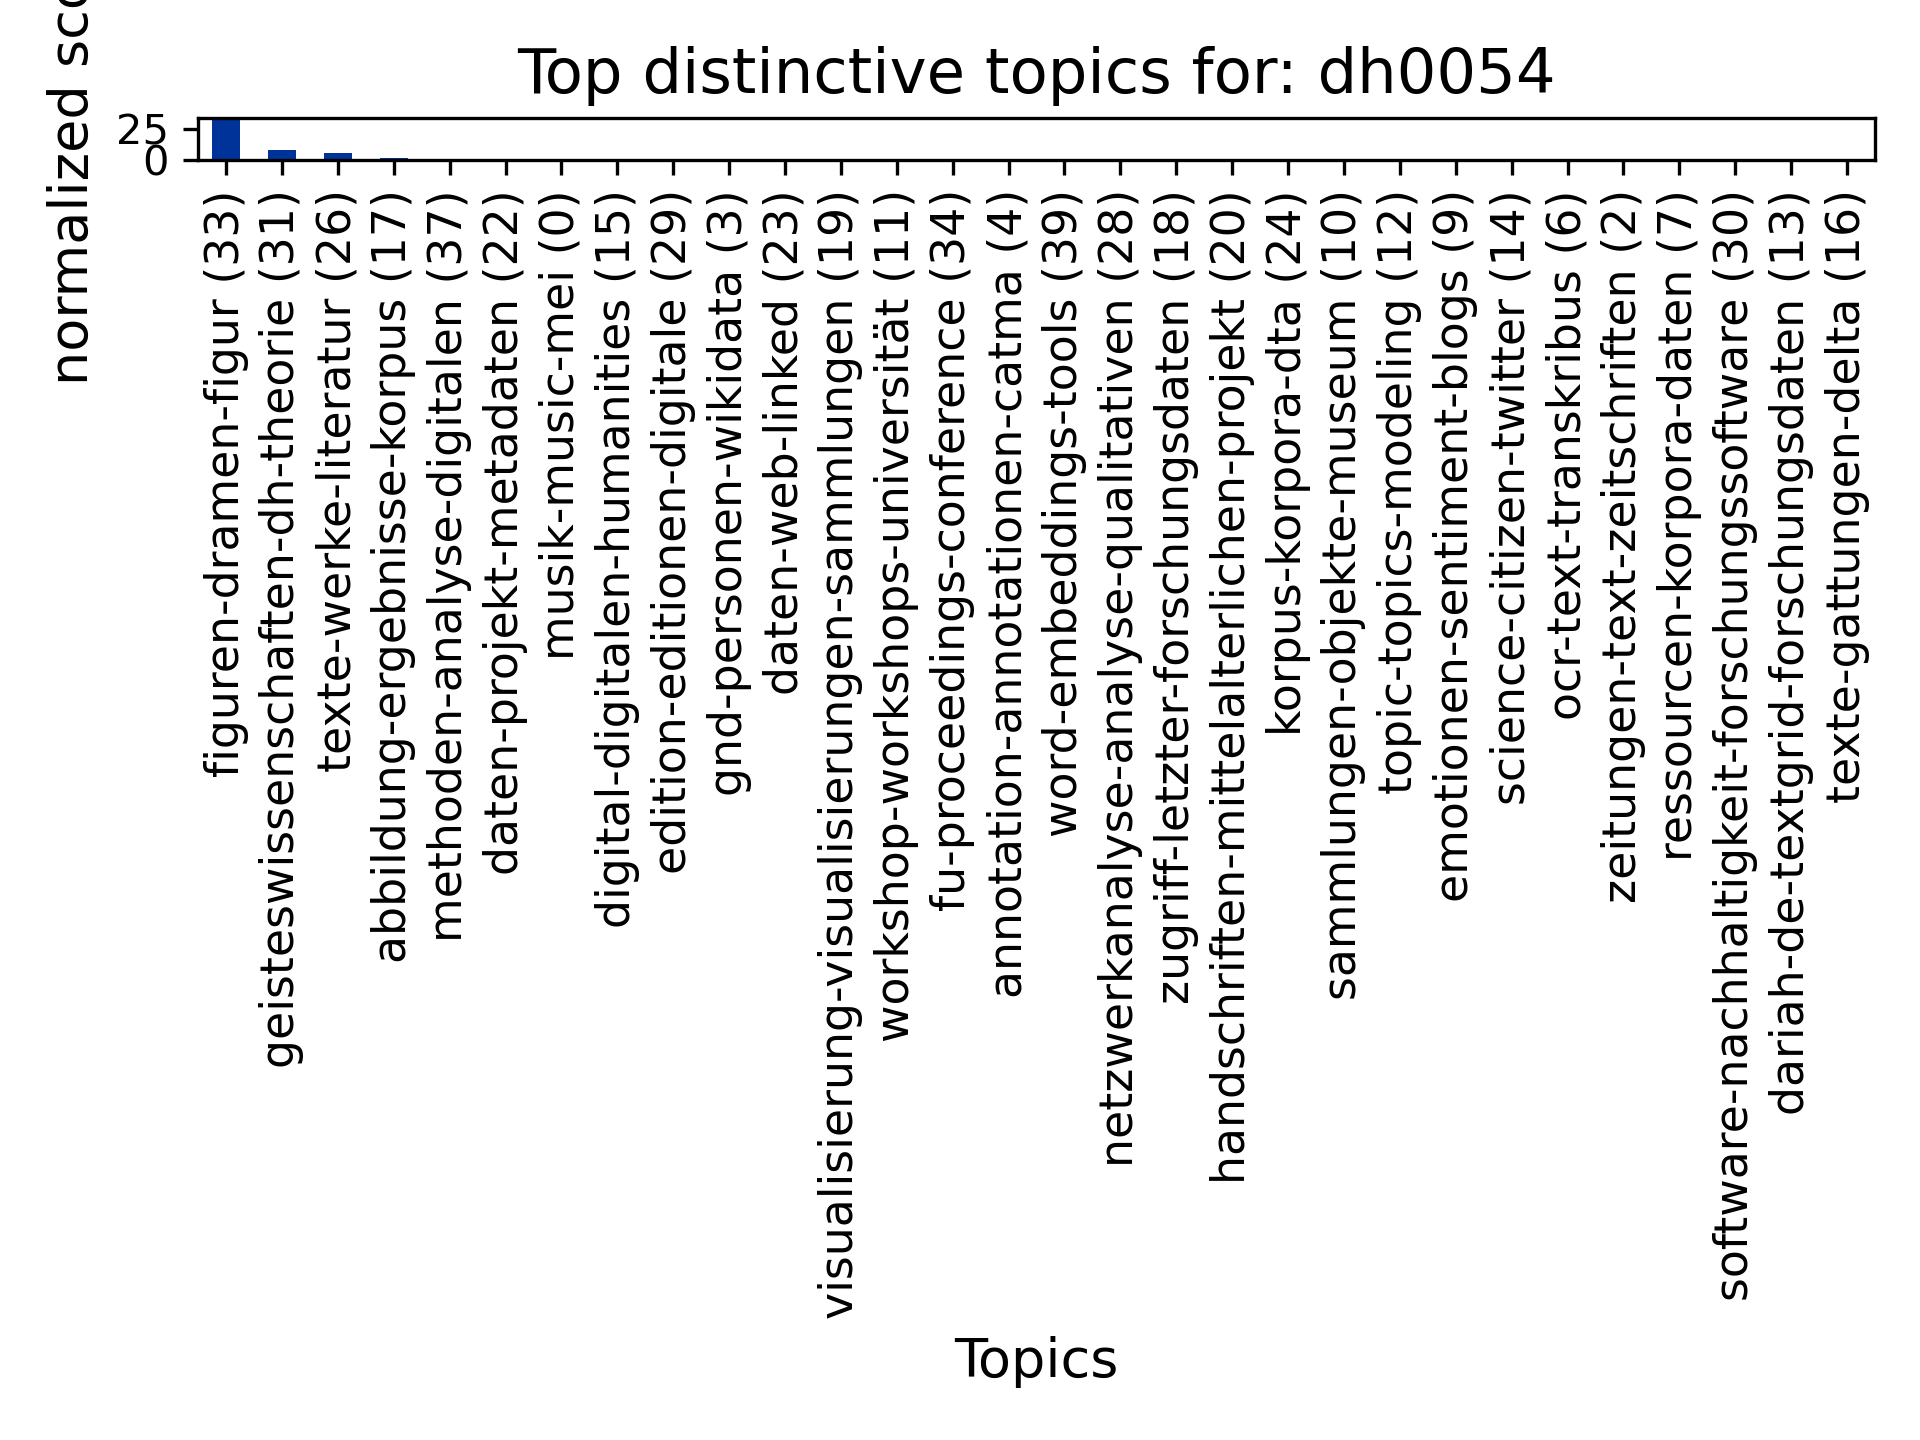 Top distinctive topics for: dh0054
normalized sco
25
0
figuren-dramen-figur (33)
geisteswissenschaften-dh-theorie (31)
texte-werke-literatur (26)
abbildung-ergebnisse-korpus (17)
methoden-analyse-digitalen (37)
daten-projekt-metadaten (22)
musik-music-mei (0)
digital-digitalen-humanities (15)
edition-editionen-digitale (29)
gnd-personen-wikidata (3)
daten-web-linked (23)
visualisierung-visualisierungen-sammlungen (19)
workshop-workshops-universität (11)
fu-proceedings-conference (34)
annotation-annotationen-catma (4)
word-embeddings-tools (39)
netzwerkanalyse-analyse-qualitativen (28)
zugriff-letzter-forschungsdaten (18)
handschriften-mittelalterlichen-projekt (20)
korpus-korpora-dta (24)
sammlungen-objekte-museum (10)
topic-topics-modeling (12)
emotionen-sentiment-blogs (9)
science-citizen-twitter (14)
ocr-text-transkribus (6)
zeitungen-text-zeitschriften (2)
ressourcen-korpora-daten (7)
software-nachhaltigkeit-forschungssoftware (30)
dariah-de-textgrid-forschungsdaten (13)
texte-gattungen-delta (16)
Topics